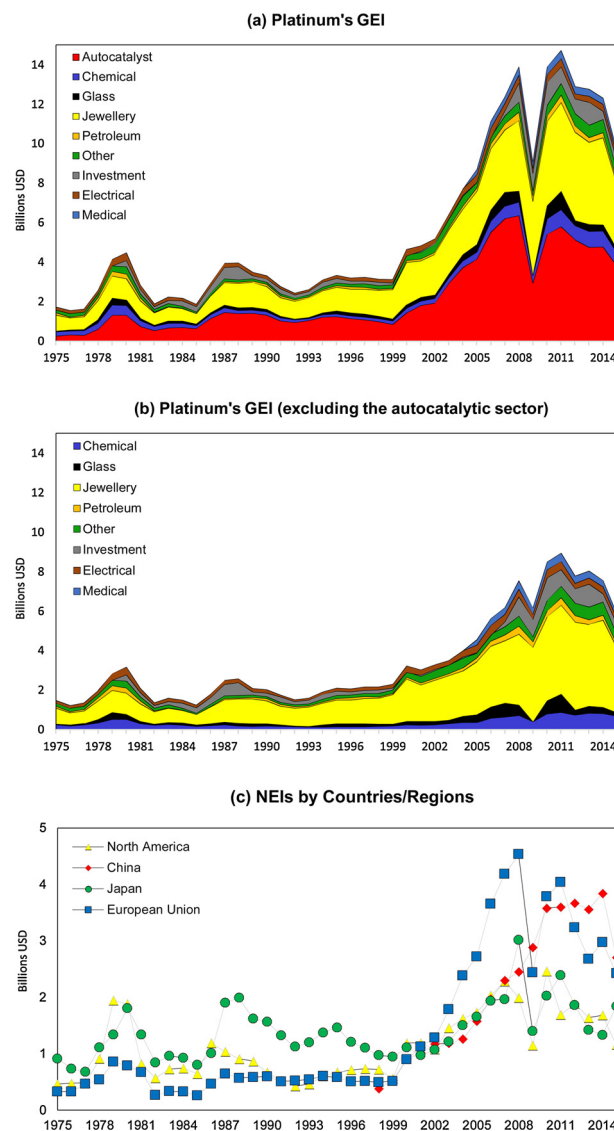 (a) Platinum's GEI
Billions USD
14
12
10
8
6
4
2
0
Autocatalyst
Chemical
Glass
Jewellery
Petroleum
Other
Investment
Electrical
Medical
1975 1978 1981 1984 1987 1990 1993 1996 1999 2002 2005 2008 2011 2014
(b) Platinum's GEI (excluding the autocatalytic sector)
Billions USD
14
12
10
8
6
4
2
0
Chemical
Glass
Jewellery
Petroleum
Other
Investment
Electrical
Medical
1975 1978 1981 1984 1987 1990 1993 1996 1999 2002 2005 2008 2011 2014
(c) NEIs by Countries/Regions
Billions USD
5
4
3
2
1
0
North America
China
Japan
European Union
1975 1978 1981 1984 1987 1990 1993 1996 1999 2002 2005 2008 2011 2014